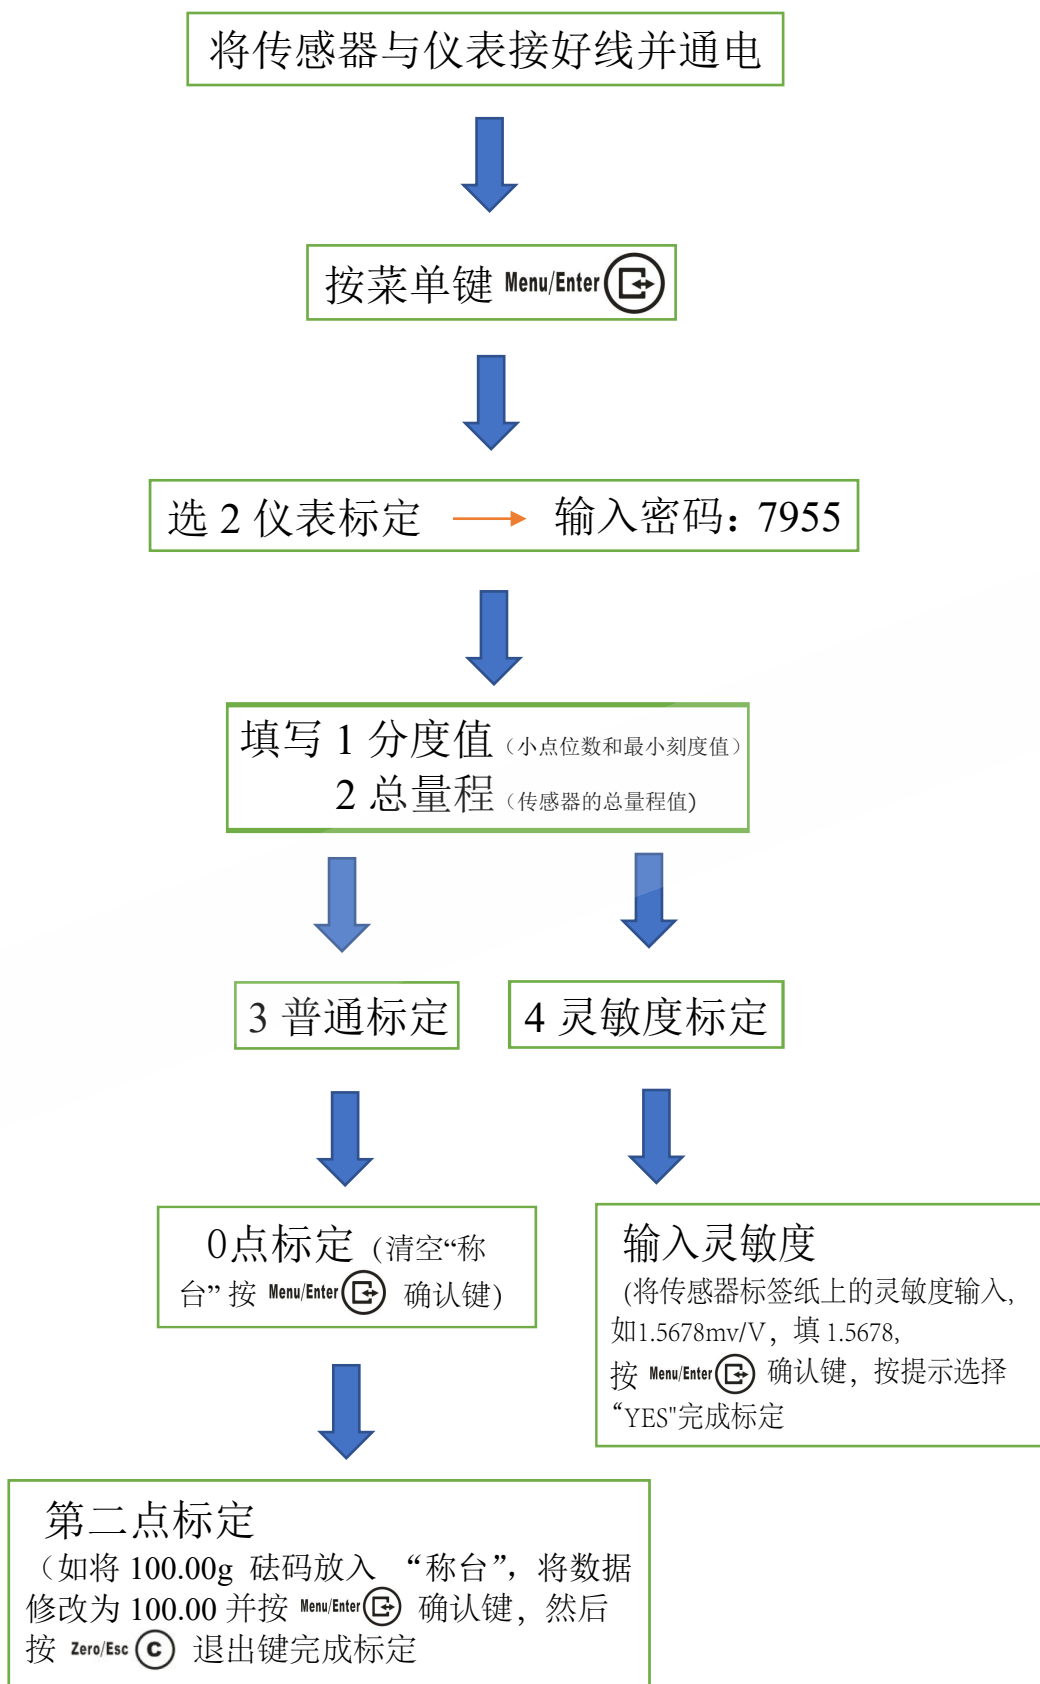 将传感器与仪表接好线并通电
按菜单键 Menu/Enter
选 2 仪表标定 输入密码：7955
填写 1 分度值（小点位数和最小刻度值）
2 总量程（传感器的总量程值)
3 普通标定
4 灵敏度标定
0点标定（清空“称
台” 按 Menu/Enter 确认键）
输入灵敏度
(将传感器标签纸上的灵敏度输入,
如1.5678mv/V，填 1.5678,
按 Menu/Enter 确认键，按提示选择
“YES"完成标定
第二点标定
（如将 100.00g 砝码放入 “称台”，将数据
修改为 100.00 并按 Menu/Enter 确认键，然后
按 Zero/Esc C 退出键完成标定